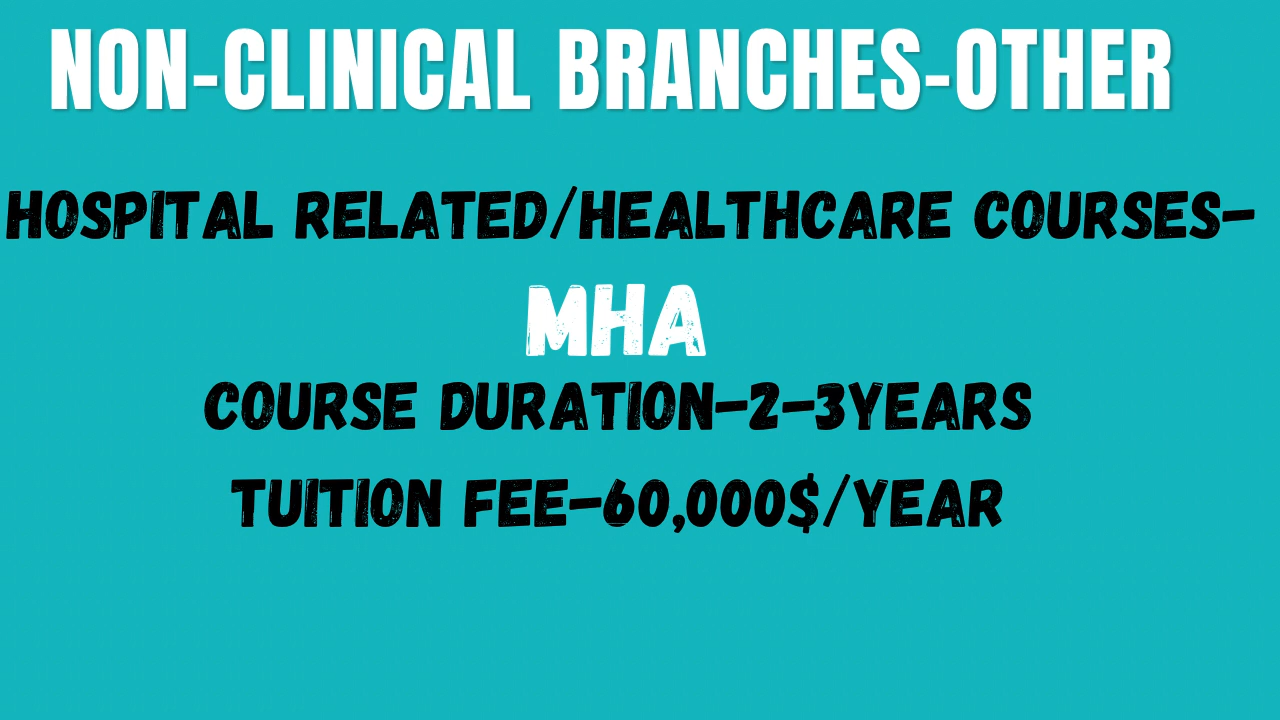 NON-CLINICAL BRANCHES-OTHER
HOSPITAL RELATED/HEALTHCARE COURSES-
MHA
COURSE DURATION-2-3YEARS
TUITION FEE-60,000$/YEAR